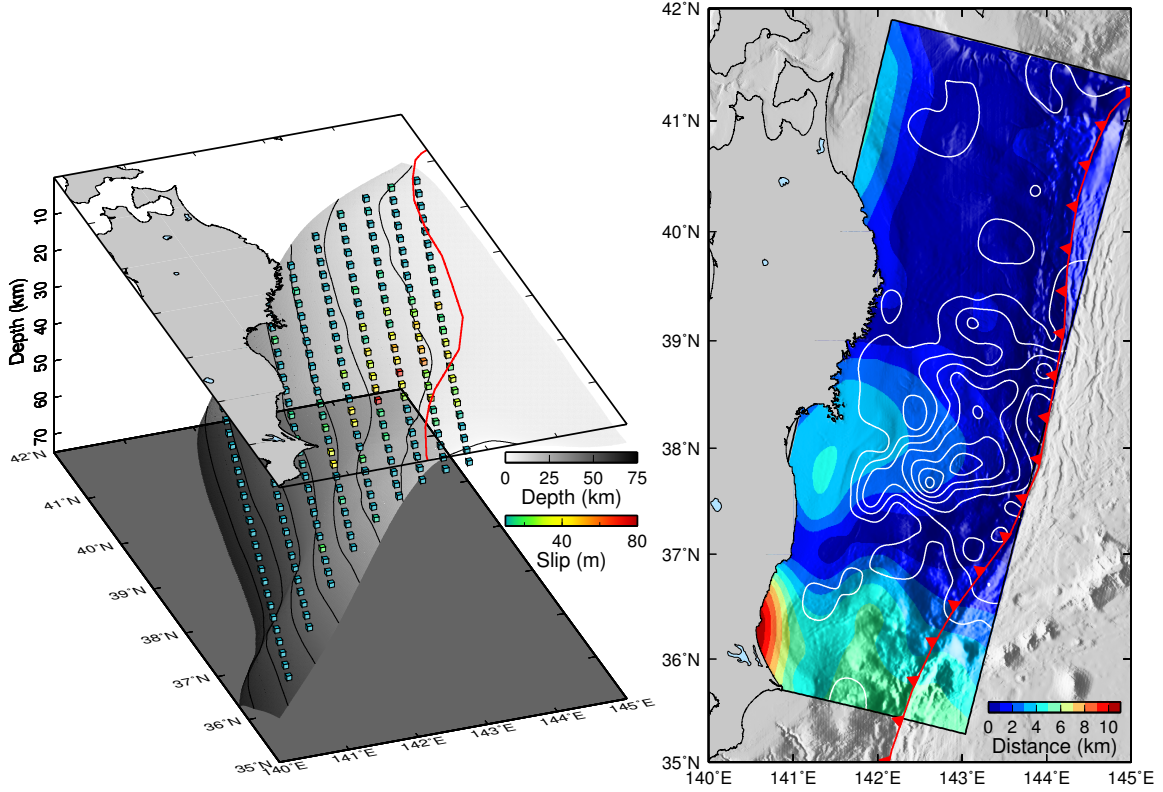 10
20
30
40
50
60
70
Depth (km)
42˚N
41˚N
40˚N
39˚N
38˚N
37˚N
36˚N
35˚N
140˚E
141˚E
142˚E
143˚E
144˚E
145˚E
0 25 50 75
Depth (km)
40 80
Slip (m)
42˚N
41˚N
40˚N
39˚N
38˚N
37˚N
36˚N
35˚N
140˚E 141˚E 142˚E 143˚E 144˚E 145˚E
0 2 4 6 8 10
Distance (km)